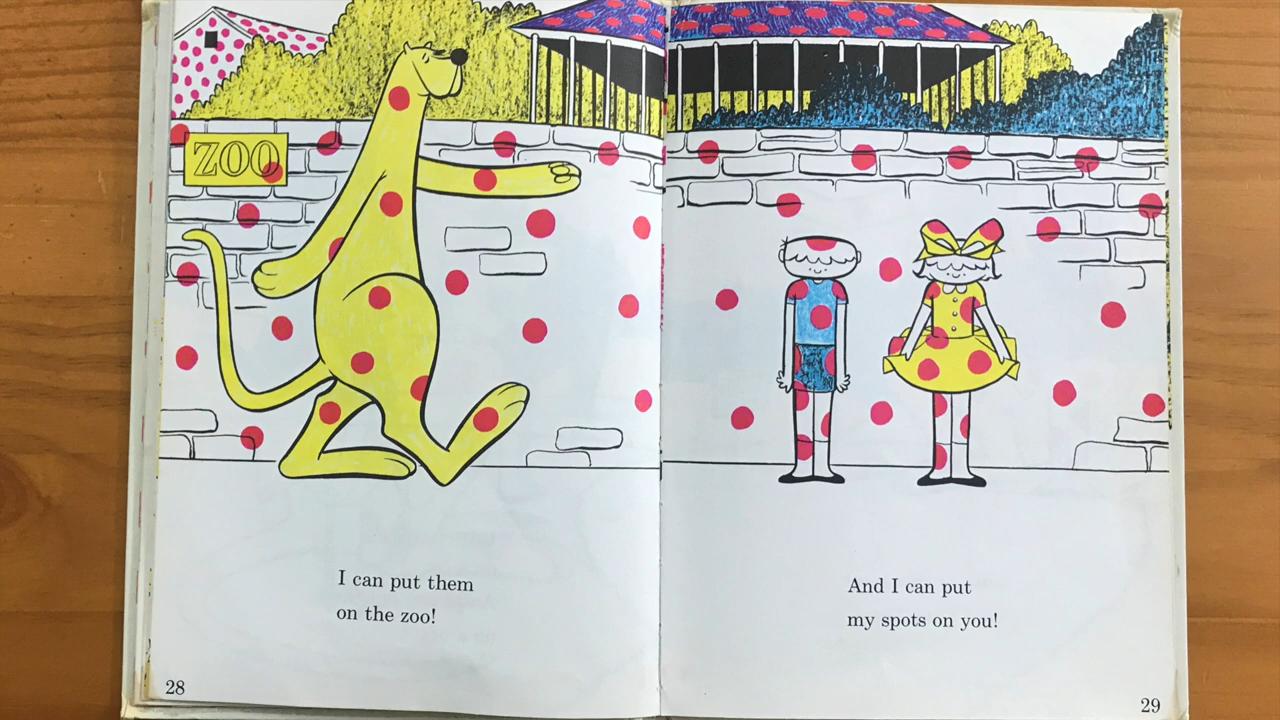 ZOO
I can put them
on the zoo!
28
And I can put
my spots on you!
29